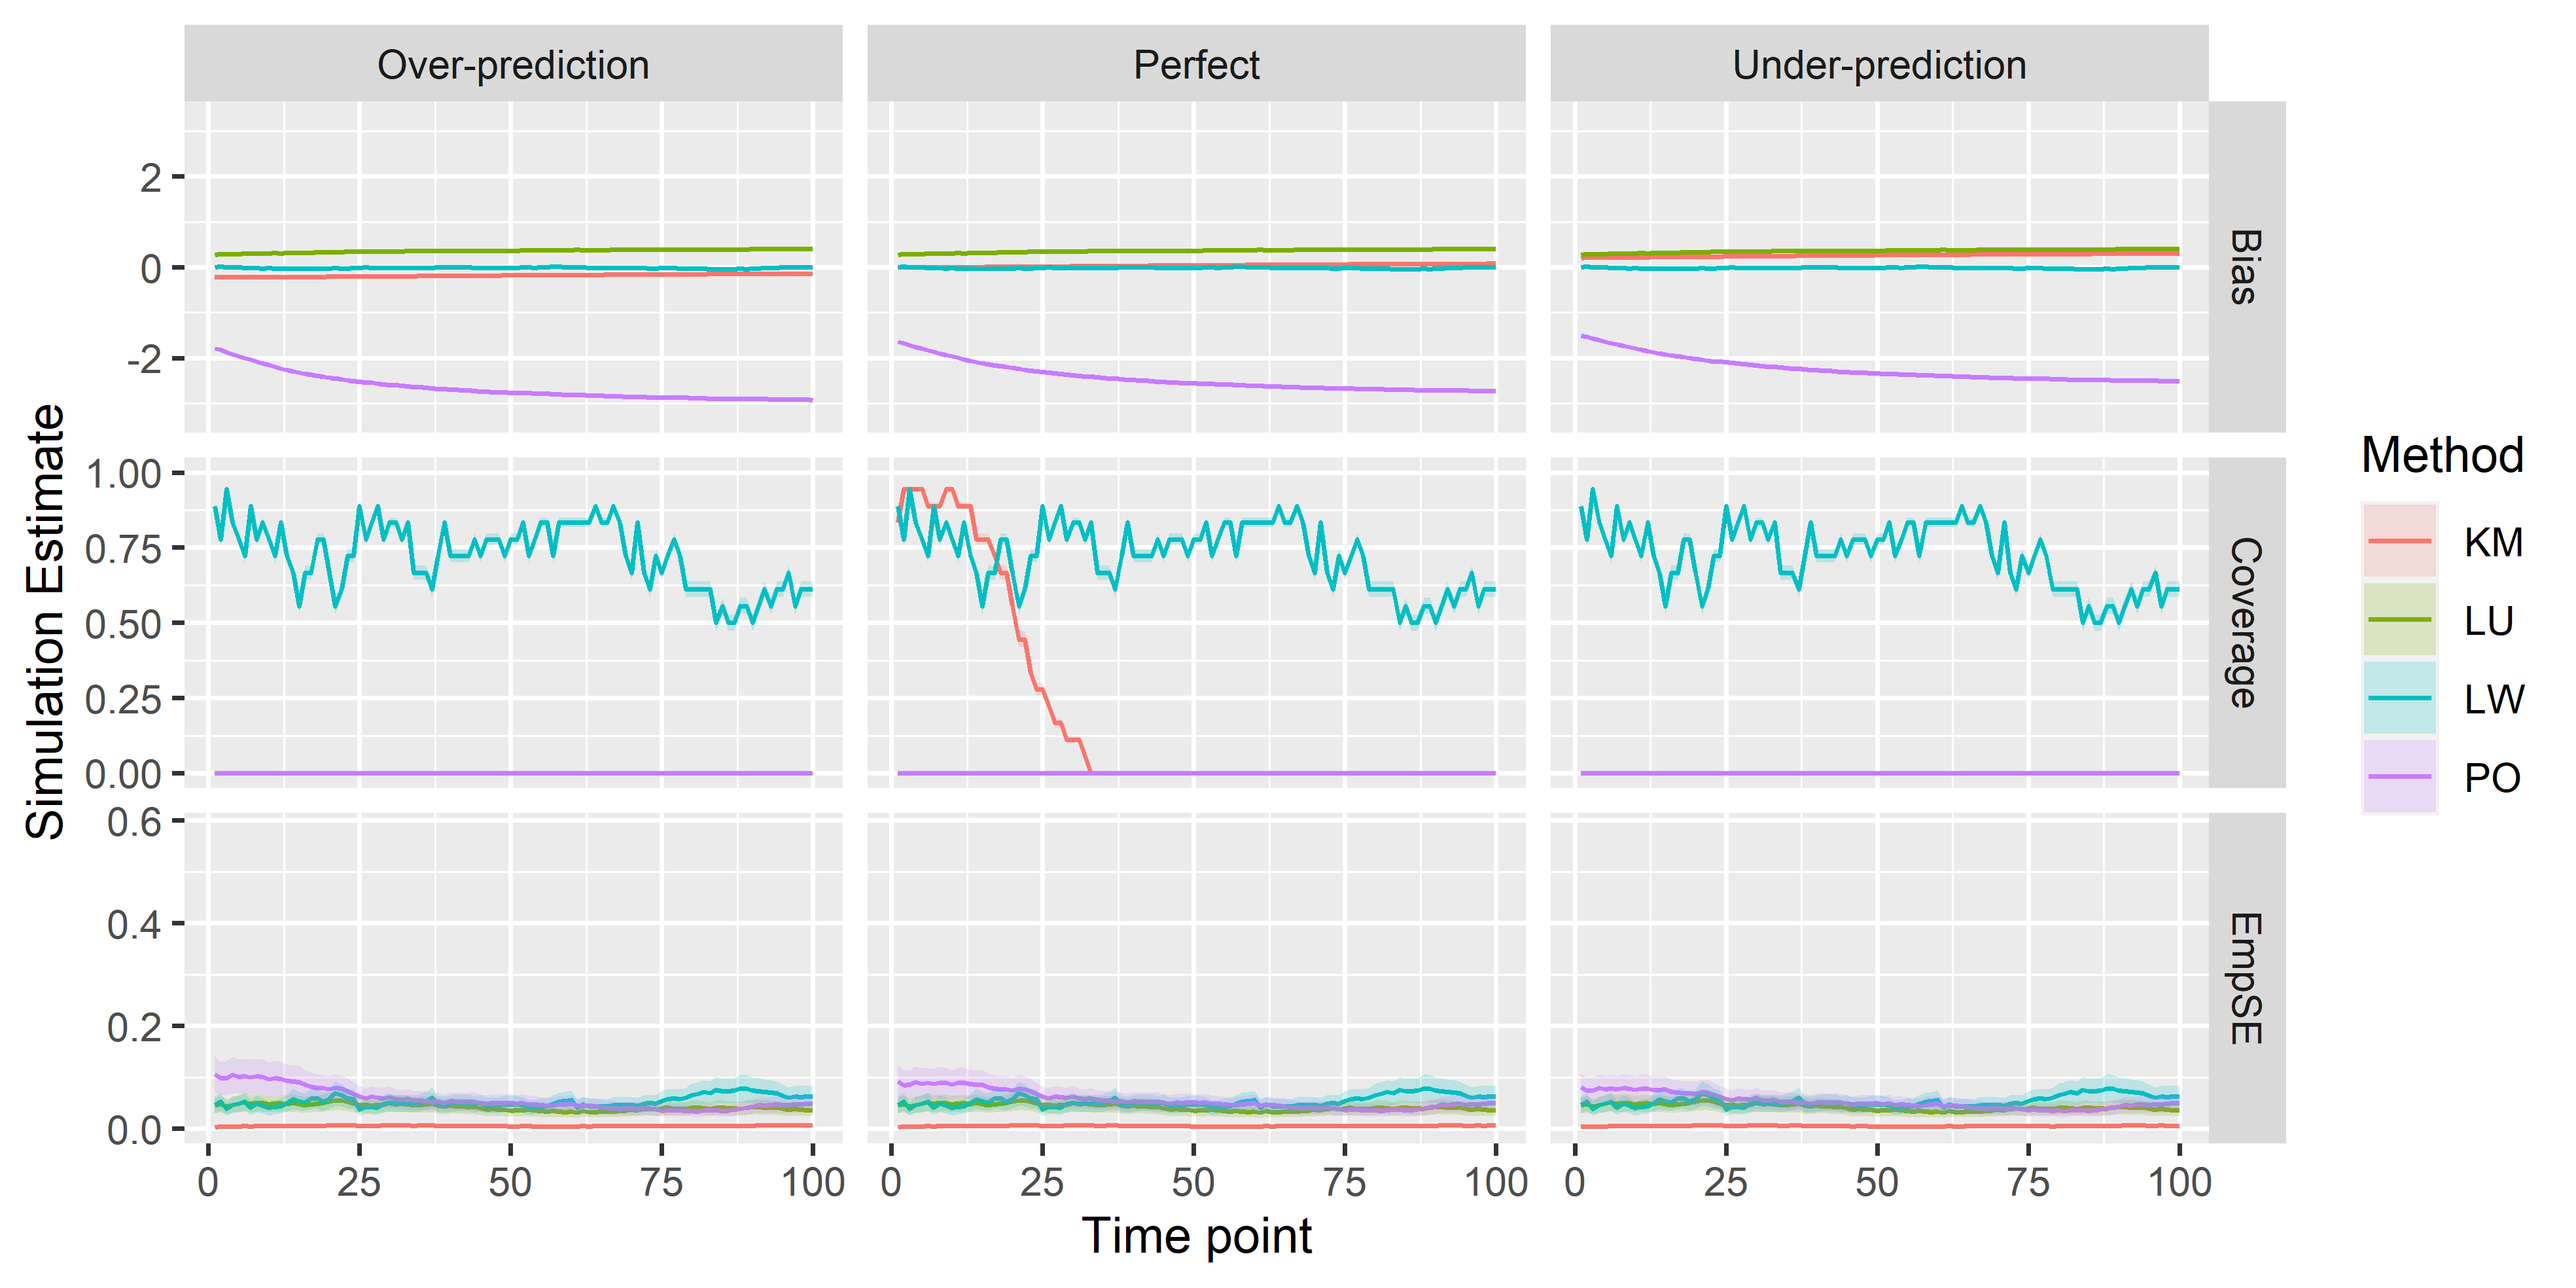 Over-prediction
Perfect
Under-prediction
2
0
-2
Bias
1.00
0.75
0.50
0.25
0.00
Coverage
0.6
0.4
0.2
0.0
EmpSE
0 25 50 75 100
0 25 50 75 100
0 25 50 75 100
Time point
Simulation Estimate
Method
KM
LU
LW
PO